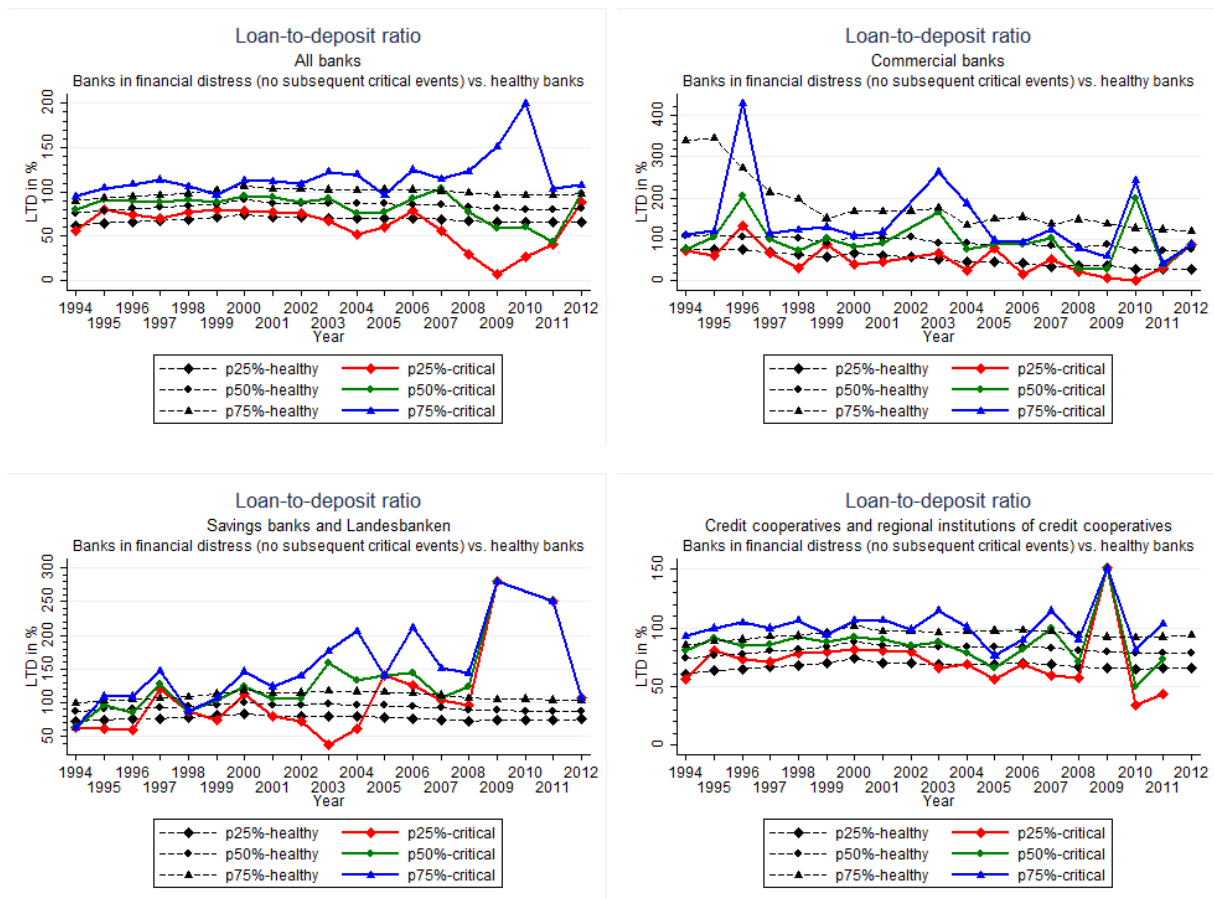 Loan-to-deposit ratio
All banks
Banks in financial distress (no subsequent critical events) vs. healthy banks
LTD in %
200
150
100
50
0
1994 1996 1998 2000 2002 2004 2006 2008 2010 2012
1995 1997 1999 2001 2003 2005 2007 2009 2011
Year
p25%-healthy p25%-critical
p50%-healthy p50%-critical
p75%-healthy p75%-critical
Loan-to-deposit ratio
Commercial banks
Banks in financial distress (no subsequent critical events) vs. healthy banks
LTD in %
400
300
200
100
0
1994 1996 1998 2000 2002 2004 2006 2008 2010 2012
1995 1997 1999 2001 2003 2005 2007 2009 2011
Year
p25%-healthy p25%-critical
p50%-healthy p50%-critical
p75%-healthy p75%-critical
Loan-to-deposit ratio
Savings banks and Landesbanken
Banks in financial distress (no subsequent critical events) vs. healthy banks
LTD in %
300
250
200
150
100
50
1994 1996 1998 2000 2002 2004 2006 2008 2010 2012
1995 1997 1999 2001 2003 2005 2007 2009 2011
Year
p25%-healthy p25%-critical
p50%-healthy p50%-critical
p75%-healthy p75%-critical
Loan-to-deposit ratio
Credit cooperatives and regional institutions of credit cooperatives
Banks in financial distress (no subsequent critical events) vs. healthy banks
LTD in %
150
100
50
0
1994 1996 1998 2000 2002 2004 2006 2008 2010 2012
1995 1997 1999 2001 2003 2005 2007 2009 2011
Year
p25%-healthy p25%-critical
p50%-healthy p50%-critical
p75%-healthy p75%-critical